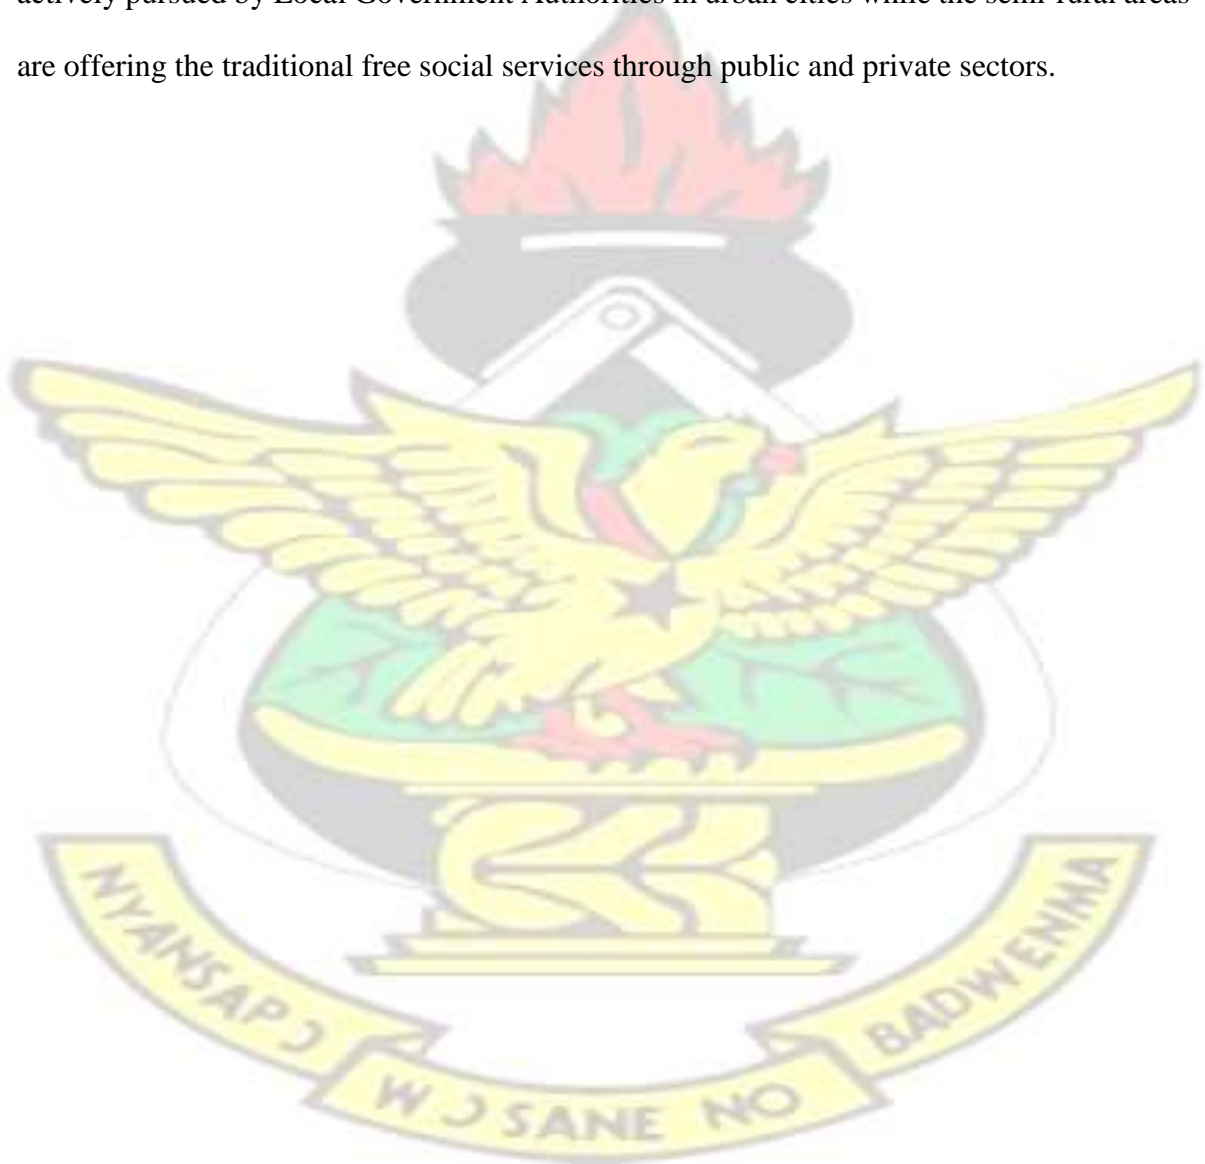 actively pursued by Local Government Authorities in urban cities while the semi-rural areas
are offering the traditional free social services through public and private sectors.
NYANSAPƆ
WƆSANE NO
BADWENMA